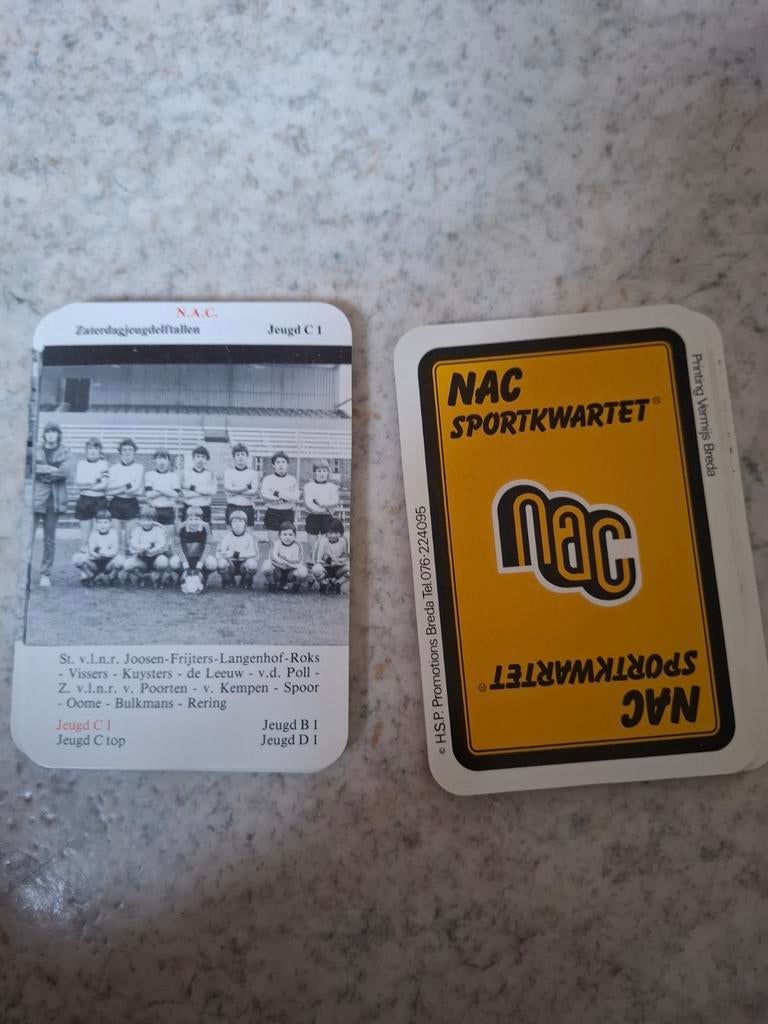 N.A.C.
Zaterdagjeugdelftallen Jeugd C 1
St. v.l.n.r. Joosen-Frijters-Langenhof-Roks
- Vissers - Kuysters - de Leeuw - v.d. Poll -
Z. v.l.n.r. v. Poorten - v. Kempen - Spoor
- Oome - Bulkmans - Rering
Jeugd C 1 Jeugd B 1
Jeugd C top Jeugd D 1
NAC
SPORTKWARTET®
nac
NAC
SPORTKWARTET®
© H.S.P. Promotions Breda Tel.076-224095
Printing Vermijs Breda